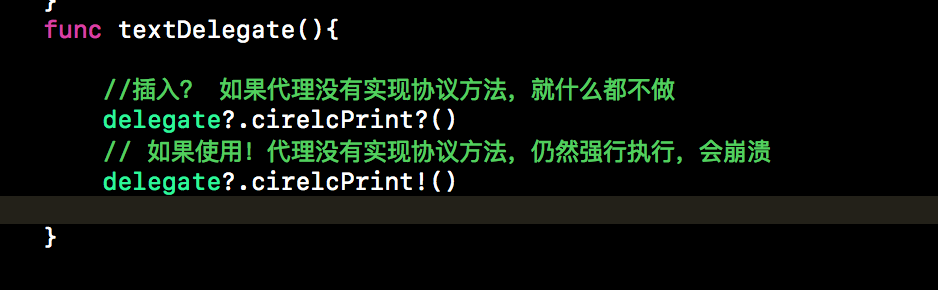 }
func textDelegate(){
//插入？ 如果代理没有实现协议方法，就什么都不做
delegate?.cirelcPrint?()
// 如果使用！代理没有实现协议方法，仍然强行执行，会崩溃
delegate?.cirelcPrint!()
}